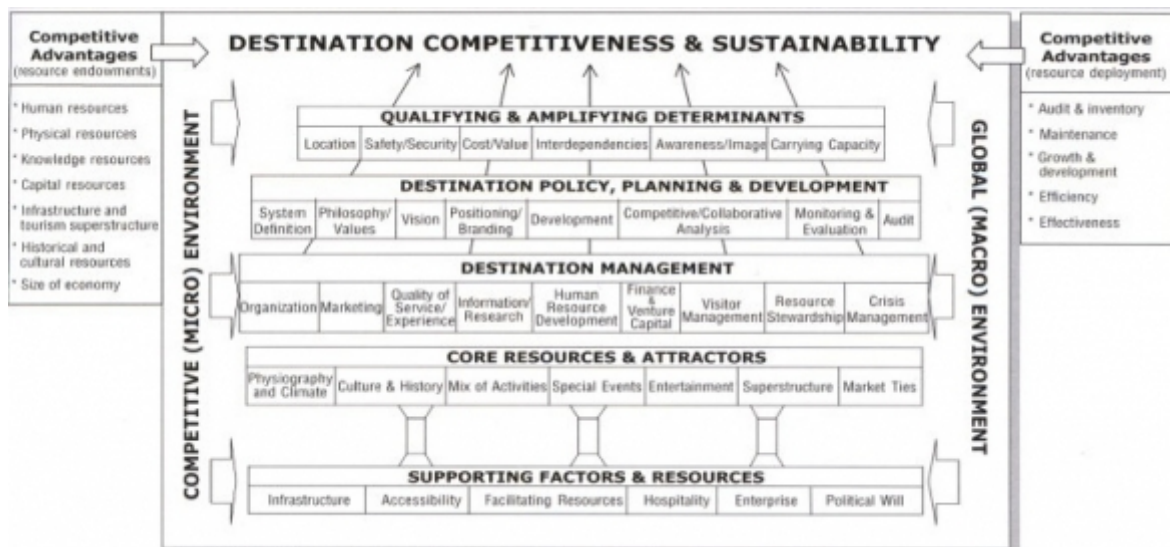 Competitive
Advantages
(resource endowments)
* Human resources
* Physical resources
* Knowledge resources
* Capital resources
* Infrastructure and
tourism superstructure
* Historical and
cultural resources
* Size of economy
COMPETITIVE (MICRO) ENVIRONMENT
DESTINATION COMPETITIVENESS & SUSTAINABILITY
QUALIFYING & AMPLIFYING DETERMINANTS
Location Safety/Security Cost/Value Interdependencies Awareness/Image Carrying Capacity
DESTINATION POLICY, PLANNING & DEVELOPMENT
System
Definition
Philosophy/
Values
Vision
Positioning/
Branding
Development
Competitive/Collaborative
Analysis
Monitoring &
Evaluation
Audit
DESTINATION MANAGEMENT
Organization
Marketing
Quality of
Service/
Experience
Information/
Research
Human
Resource
Development
Finance
&
Venture
Capital
Visitor
Management
Resource
Stewardship
Crisis
Management
CORE RESOURCES & ATTRACTORS
Physiography
and Climate
Culture & History
Mix of Activities
Special Events
Entertainment
Superstructure
Market Ties
SUPPORTING FACTORS & RESOURCES
Infrastructure Accessibility Facilitating Resources Hospitality Enterprise Political Will
GLOBAL (MACRO) ENVIRONMENT
Competitive
Advantages
(resource deployment)
* Audit & inventory
* Maintenance
* Growth &
development
* Efficiency
* Effectiveness